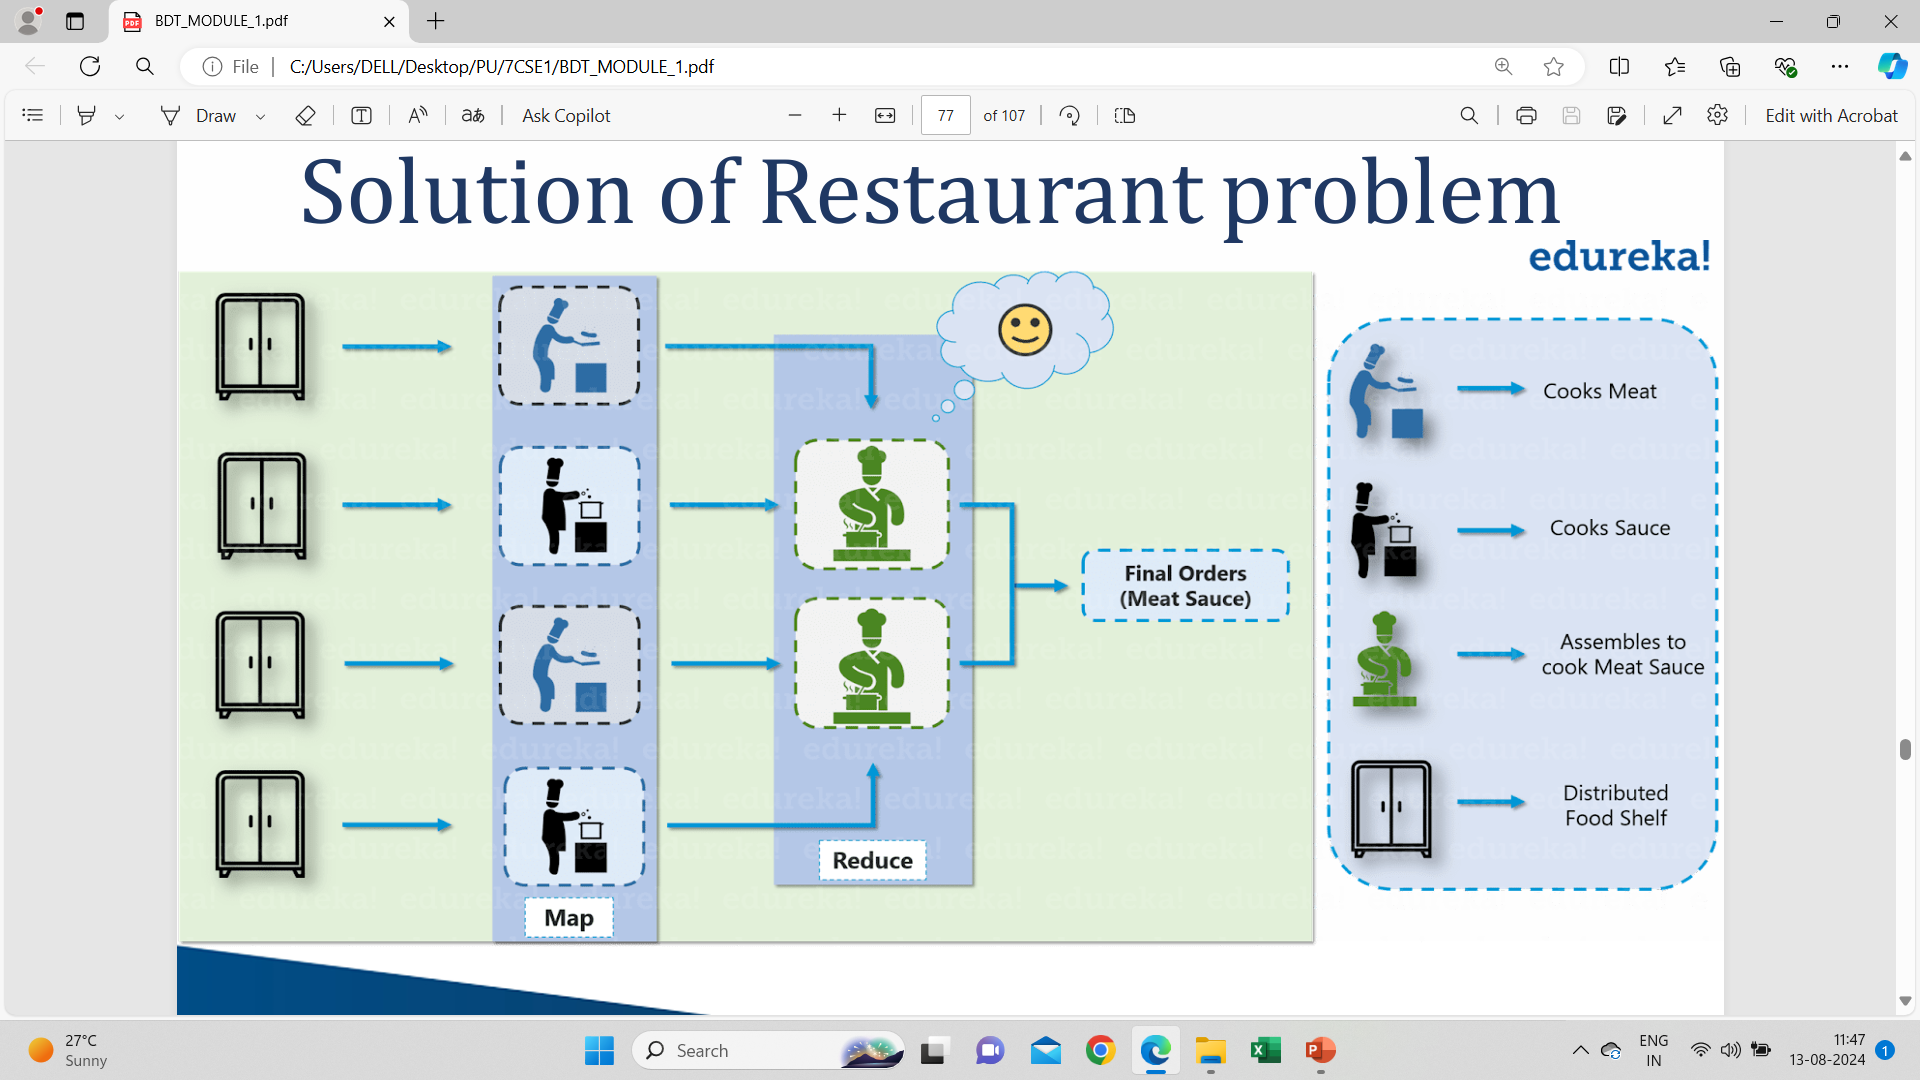 BDT_MODULE_1.pdf
File
C:/Users/DELL/Desktop/PU/7CSE1/BDT_MODULE_1.pdf
Draw
Ask Copilot
77
of 107
Edit with Acrobat
Solution of Restaurant problem
edureka!
Cooks Meat
Cooks Sauce
Final Orders
(Meat Sauce)
Assembles to
cook Meat Sauce
Distributed
Food Shelf
Reduce
Map
27°C
Sunny
Search
ENG
IN
11:47
13-08-2024
1